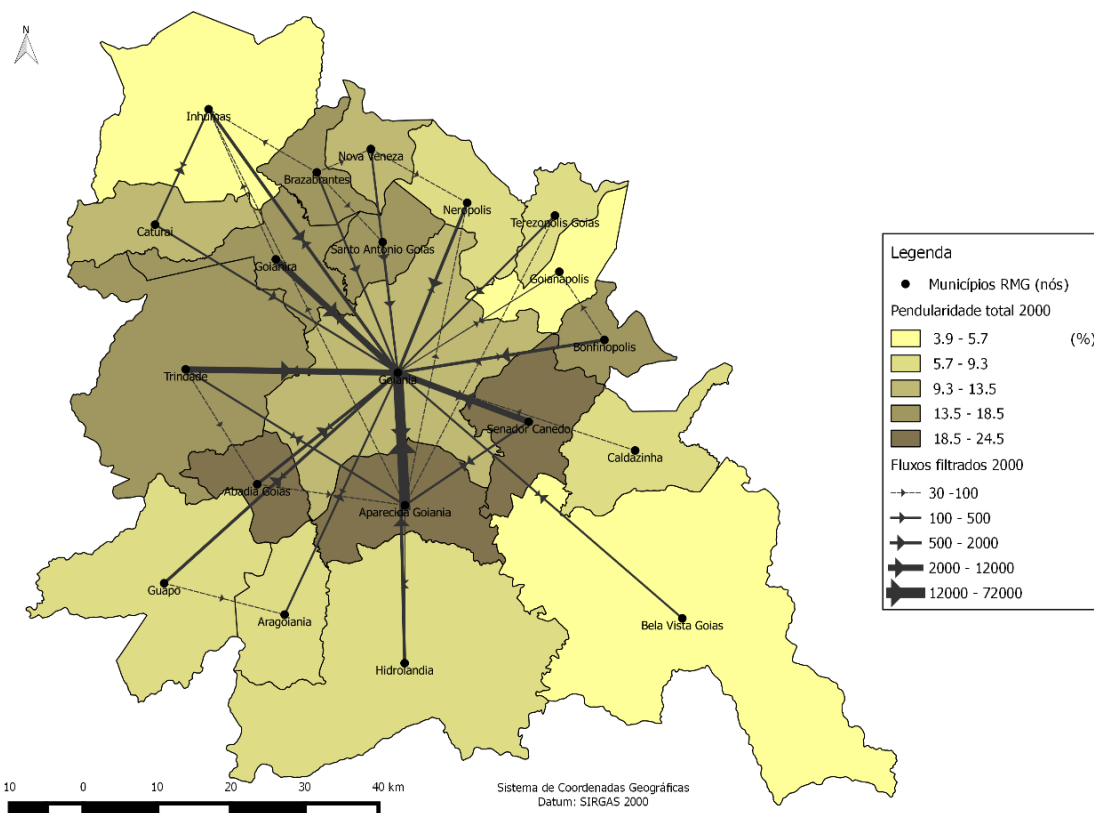 N
Inhumas
Nova Veneza
Brazabrantes
Nerópolis
Terezopolis Goias
Caturai
Santo Antonio Goias
Goianira
Goianapolis
Bonfinopolis
Trindade
Goiania
Senador Canedo
Caldazinha
Abadia Goias
Aparecida Goiania
Guapo
Aragoiania
Bela Vista Goias
Hidrolandia
Legenda
Municípios RMG (nós)
Pendularidade total 2000
3.9 - 5.7 (%)
5.7 - 9.3
9.3 - 13.5
13.5 - 18.5
18.5 - 24.5
Fluxos filtrados 2000
30 -100
100 - 500
500 - 2000
2000 - 12000
12000 - 72000
10 0 10 20 30 40 km
Sistema de Coordenadas Geográficas
Datum: SIRGAS 2000